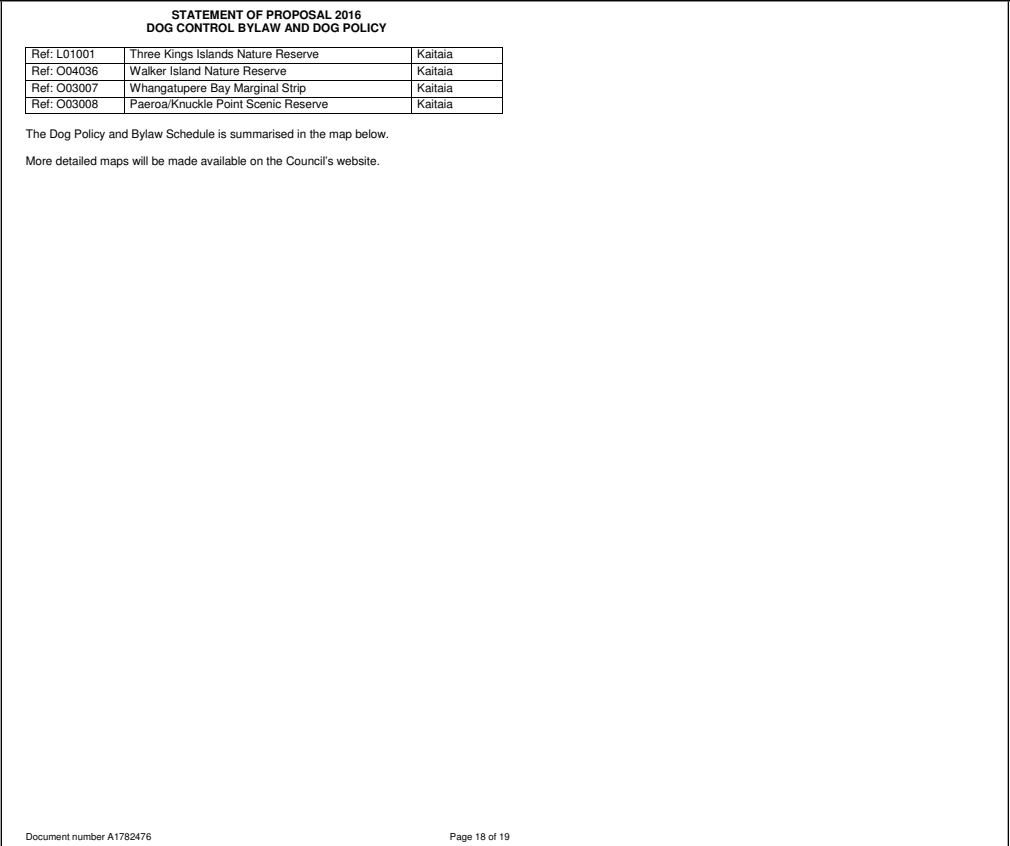 STATEMENT OF PROPOSAL 2016
DOG CONTROL BYLAW AND DOG POLICY
Ref: L01001 Three Kings Islands Nature Reserve Kaitaia
Ref: O04036 Walker Island Nature Reserve Kaitaia
Ref: O03007 Whangatupere Bay Marginal Strip Kaitaia
Ref: O03008 Paeroa/Knuckle Point Scenic Reserve Kaitaia
The Dog Policy and Bylaw Schedule is summarised in the map below.
More detailed maps will be made available on the Council's website.
Document number A1782476 Page 18 of 19